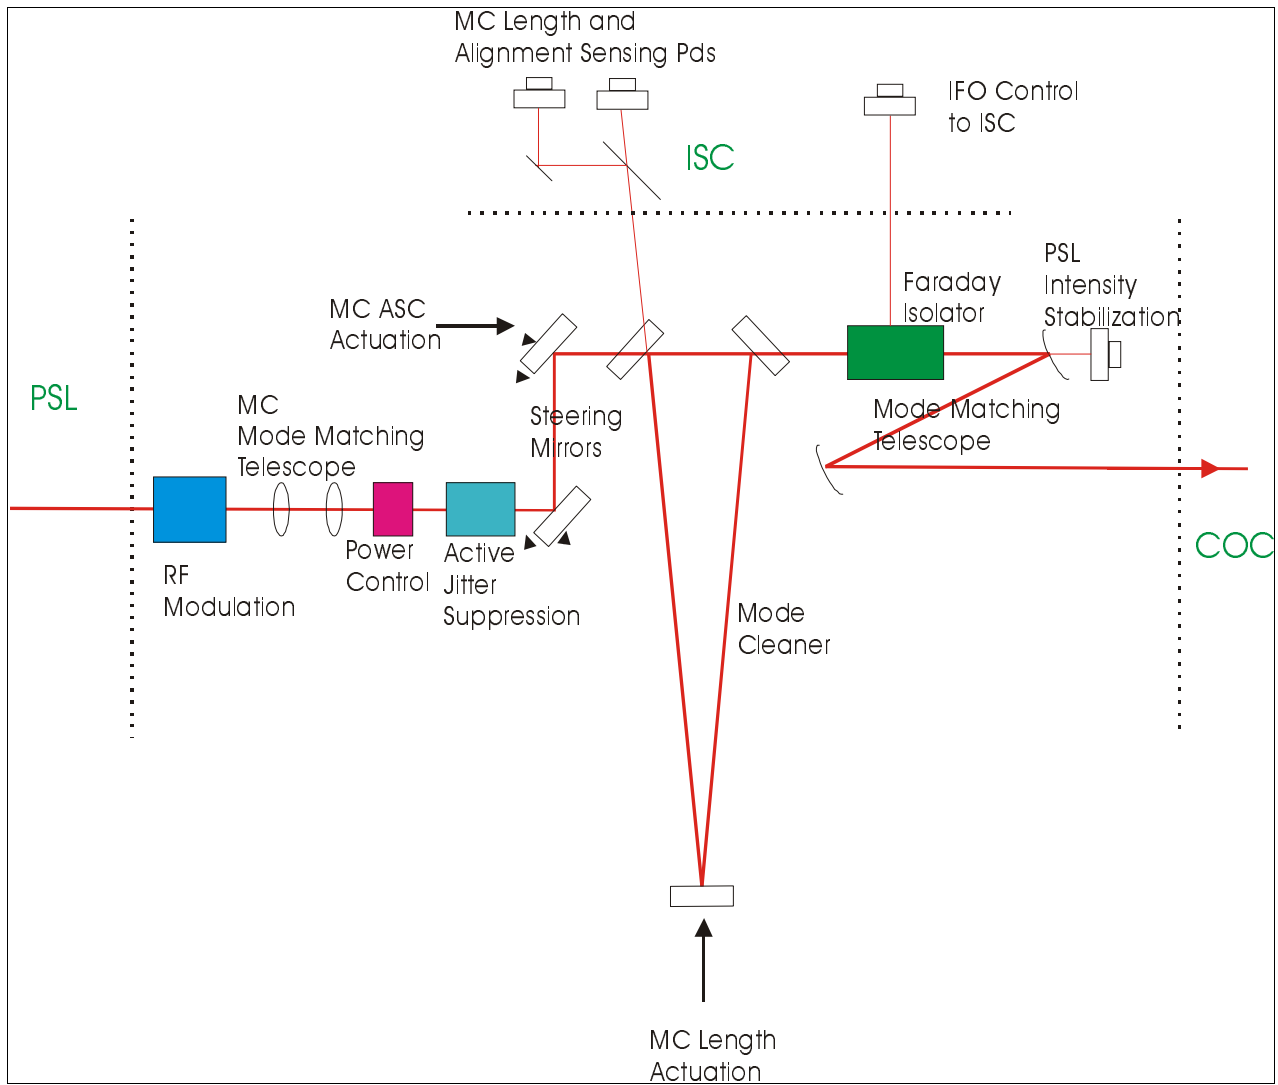 MC Length and
Alignment Sensing Pds
IFO Control
to ISC
ISC
PSL
Intensity
Stabilization
Faraday
Isolator
MC ASC
Actuation
PSL
MC
Mode Matching
Telescope
Steering
Mirrors
Mode Matching
Telescope
COC
Power
Control
Active
Jitter
Suppression
RF
Modulation
Mode
Cleaner
MC Length
Actuation